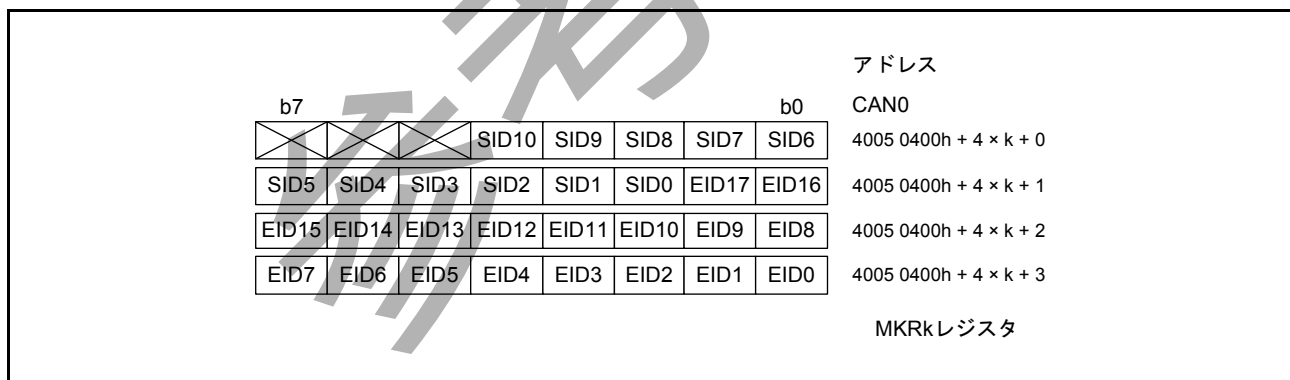 アドレス
b7 b0 CAN0
SID10 SID9 SID8 SID7 SID6 4005 0400h + 4 × k + 0
SID5 SID4 SID3 SID2 SID1 SID0 EID17 EID16 4005 0400h + 4 × k + 1
EID15 EID14 EID13 EID12 EID11 EID10 EID9 EID8 4005 0400h + 4 × k + 2
EID7 EID6 EID5 EID4 EID3 EID2 EID1 EID0 4005 0400h + 4 × k + 3
MKRkレジスタ